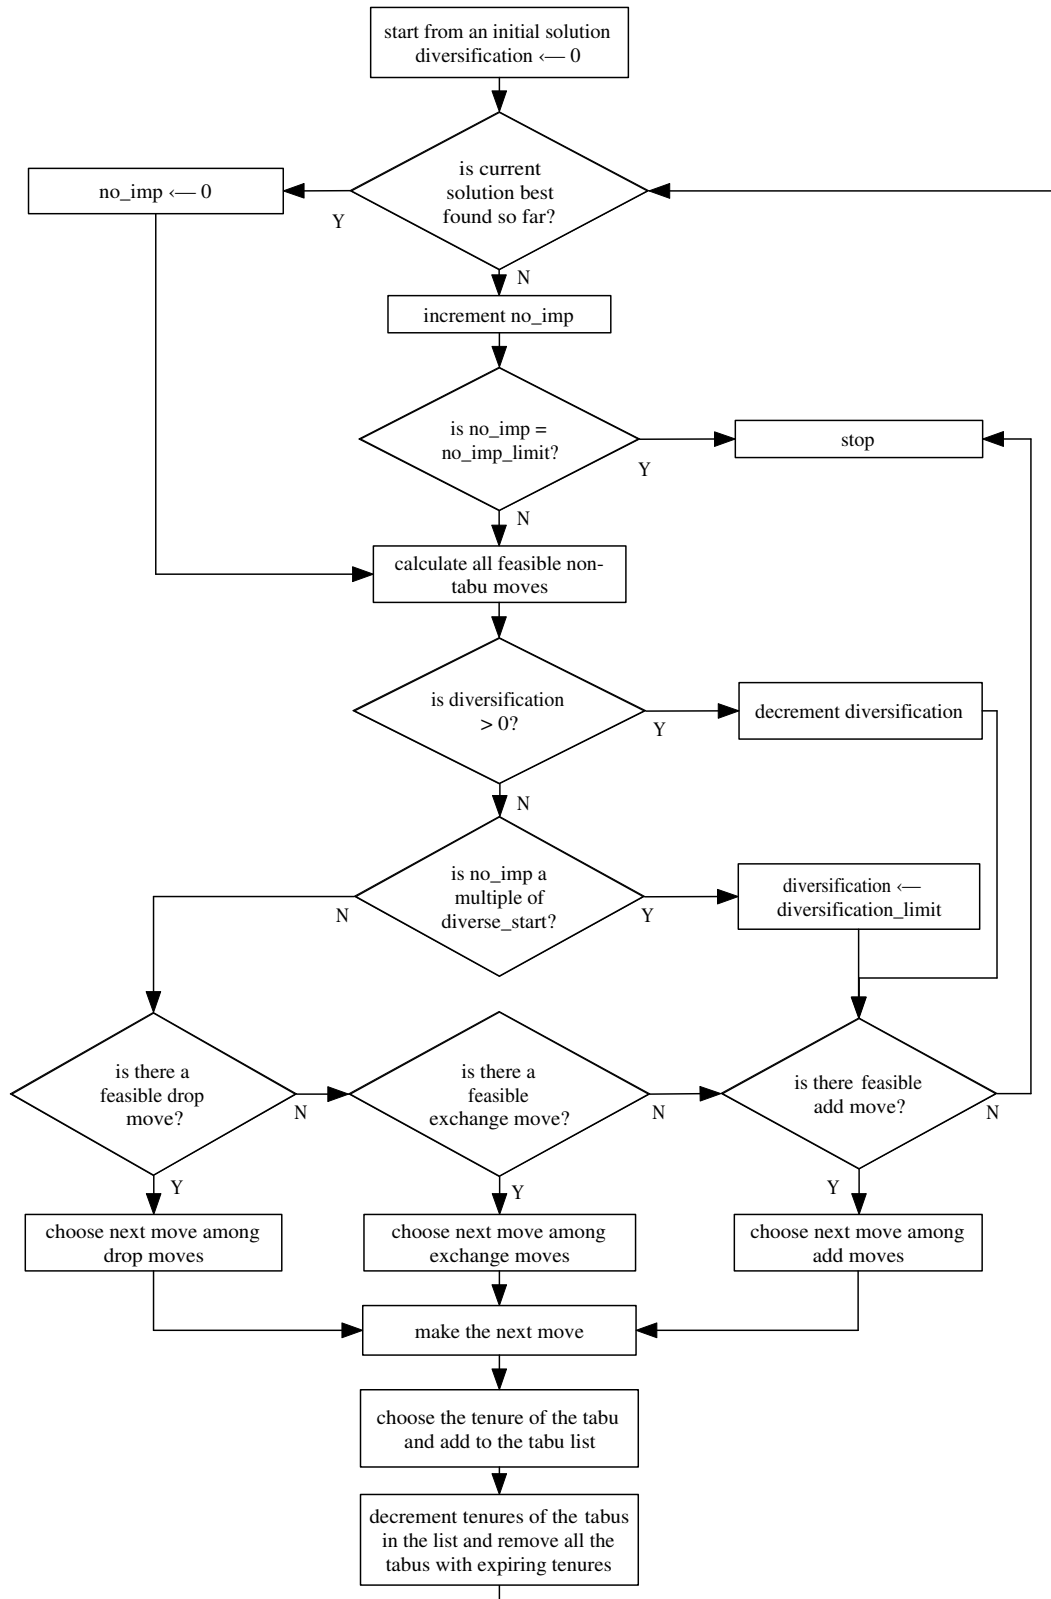 start from an initial solution
diversification ← 0
is current
solution best
found so far?
no_imp ← 0
Y
N
increment no_imp
is no_imp =
no_imp_limit?
stop
Y
N
calculate all feasible non-
tabu moves
is diversification
> 0?
decrement diversification
Y
N
is no_imp a
multiple of
diverse_start?
diversification ←
diversification_limit
N
Y
is there a
feasible drop
move?
is there a
feasible
exchange move?
is there feasible
add move?
N
N
N
Y
Y
Y
choose next move among
drop moves
choose next move among
exchange moves
choose next move among
add moves
make the next move
choose the tenure of the tabu
and add to the tabu list
decrement tenures of the tabus
in the list and remove all the
tabus with expiring tenures